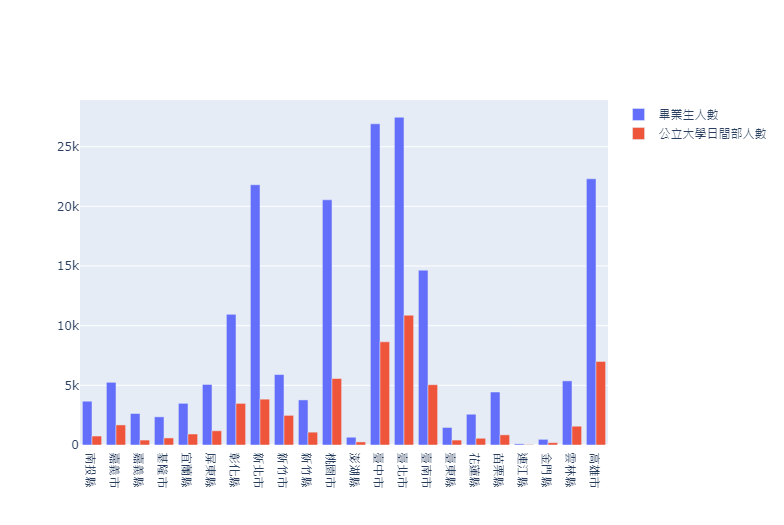 畢業生人數
公立大學日間部人數
25k
20k
15k
10k
5k
0
南投縣
嘉義市
嘉義縣
基隆市
宜蘭縣
屏東縣
彰化縣
新北市
新竹市
新竹縣
桃園市
澎湖縣
臺中市
臺北市
臺南市
臺東縣
花蓮縣
苗栗縣
連江縣
金門縣
雲林縣
高雄市